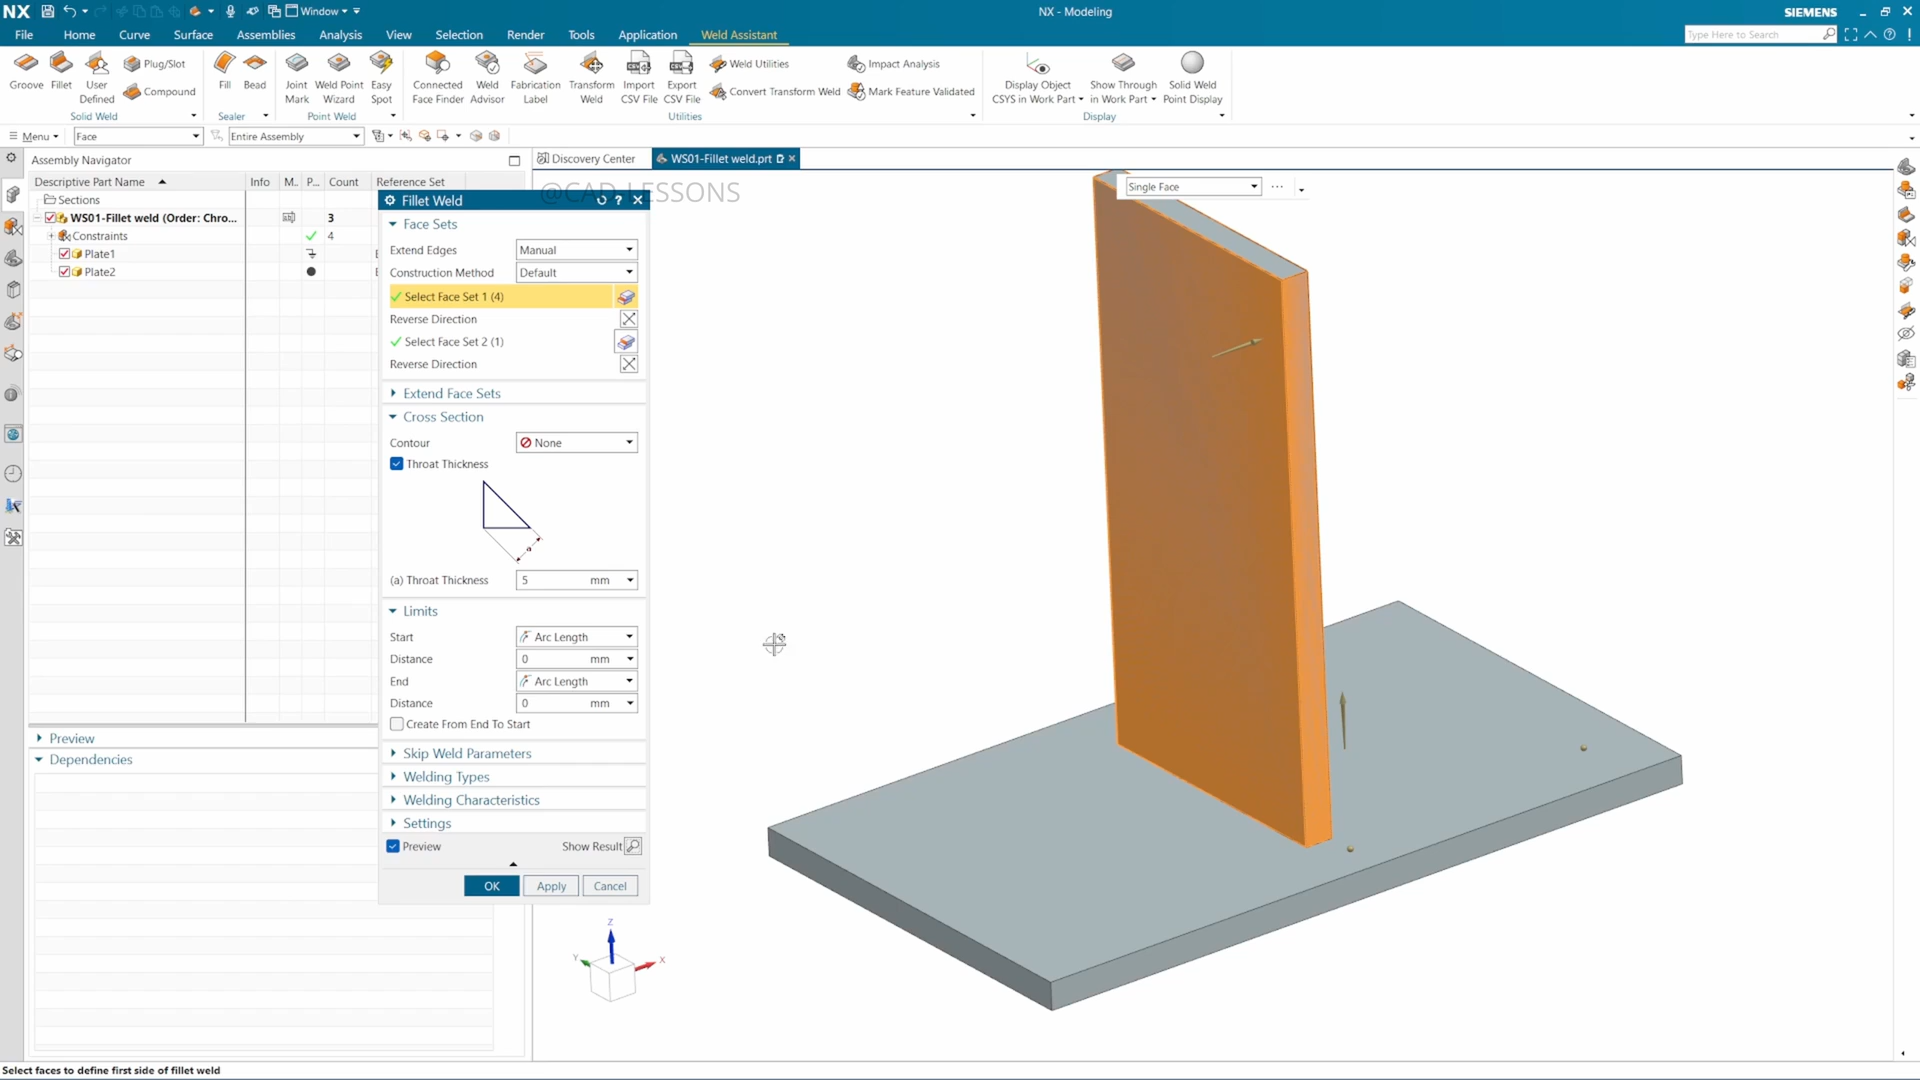 NX
Window
NX - Modeling
SIEMENS
File
Home
Curve
Surface
Assemblies
Analysis
View
Selection
Render
Tools
Application
Weld Assistant
Type Here to Search
Groove
Fillet
User Defined
Plug/Slot
Compound
Solid Weld
Fill
Bead
Sealer
Joint Mark
Weld Point Wizard
Easy Spot
Point Weld
Connected Face Finder
Weld Advisor
Fabrication Label
Transform Weld
Import CSV File
Export CSV File
Weld Utilities
Convert Transform Weld
Impact Analysis
Mark Feature Validated
Utilities
Display Object CSYS in Work Part
Show Through in Work Part
Solid Weld Point Display
Display
Menu
Face
Entire Assembly
Assembly Navigator
Discovery Center
WS01-Fillet weld.prt
Descriptive Part Name
Info
M..
P...
Count
Reference Set
@CAD LESSONS
Single Face
Sections
WS01-Fillet weld (Order: Chro...
3
Constraints
4
Plate1
Plate2
Fillet Weld
Face Sets
Extend Edges
Manual
Construction Method
Default
Select Face Set 1 (4)
Reverse Direction
Select Face Set 2 (1)
Reverse Direction
Extend Face Sets
Cross Section
Contour
None
Throat Thickness
a
(a) Throat Thickness
5 mm
Limits
Start
Arc Length
Distance
0 mm
End
Arc Length
Distance
0 mm
Create From End To Start
Skip Weld Parameters
Welding Types
Welding Characteristics
Settings
Preview
Show Result
OK
Apply
Cancel
Preview
Dependencies
Z
Y
X
Select faces to define first side of fillet weld